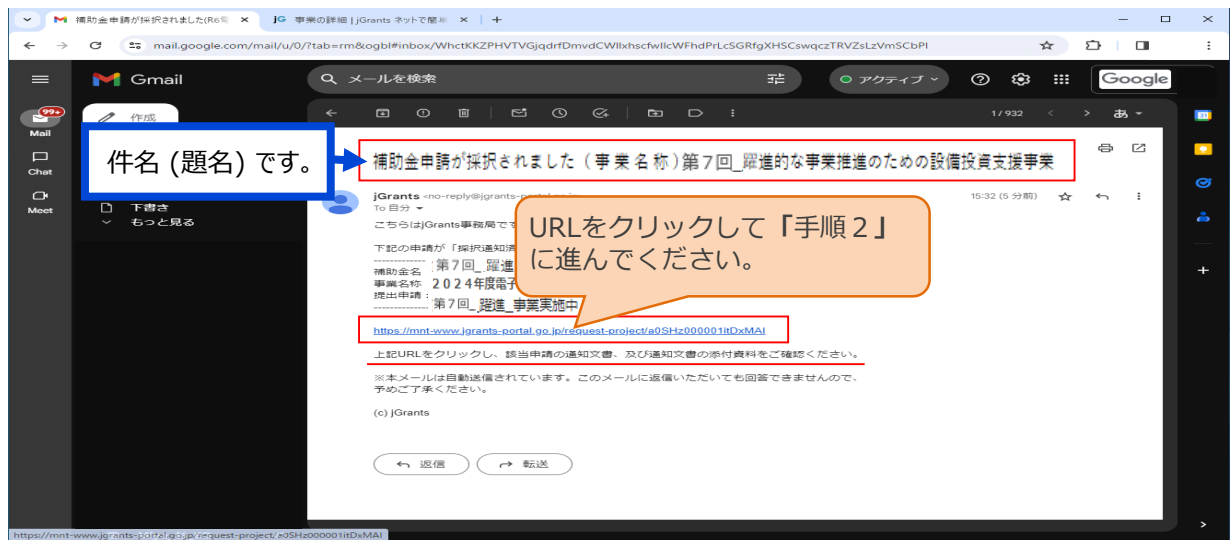 補助金申請が採択されました(R6電
jG 事業の詳細 | jGrants ネットで簡単
mail.google.com/mail/u/0/?tab=rm&ogbl#inbox/WhctKKZPHVTVGjqdrfDmvdCWllxhscfwllcWFhdPrLcSGRfgXHSCswqczTRVZsLzVmSCbPl
Gmail
メールを検索
アクティブ
Google
99+
Mail
作成
1/932
あ
31
件名 (題名) です。
補助金申請が採択されました(事業名称)第7回_躍進的な事業推進のための設備投資支援事業
Chat
Meet
下書き
もっと見る
jGrants <no-reply@jgrants-portal.go.jp
15:32 (5 分前)
To 自分
こちらはjGrants事務局です
URLをクリックして「手順2」
に進んでください。
下記の申請が「採択通知済
------------
補助金名 第7回_躍進
事業名称 2024年度電子
提出申請: 第7回_躍進_事業実施中
------------
https://mnt-www.jgrants-portal.go.jp/request-project/a0SHz000001itDxMAI
上記URLをクリックし、該当申請の通知文書、及び通知文書の添付資料をご確認ください。
※本メールは自動送信されています。このメールに返信いただいても回答できませんので、
予めご了承ください。
(c) jGrants
返信
転送
https://mnt-www.jgrants-portal.go.jp/request-project/a0SHz000001itDxMAI